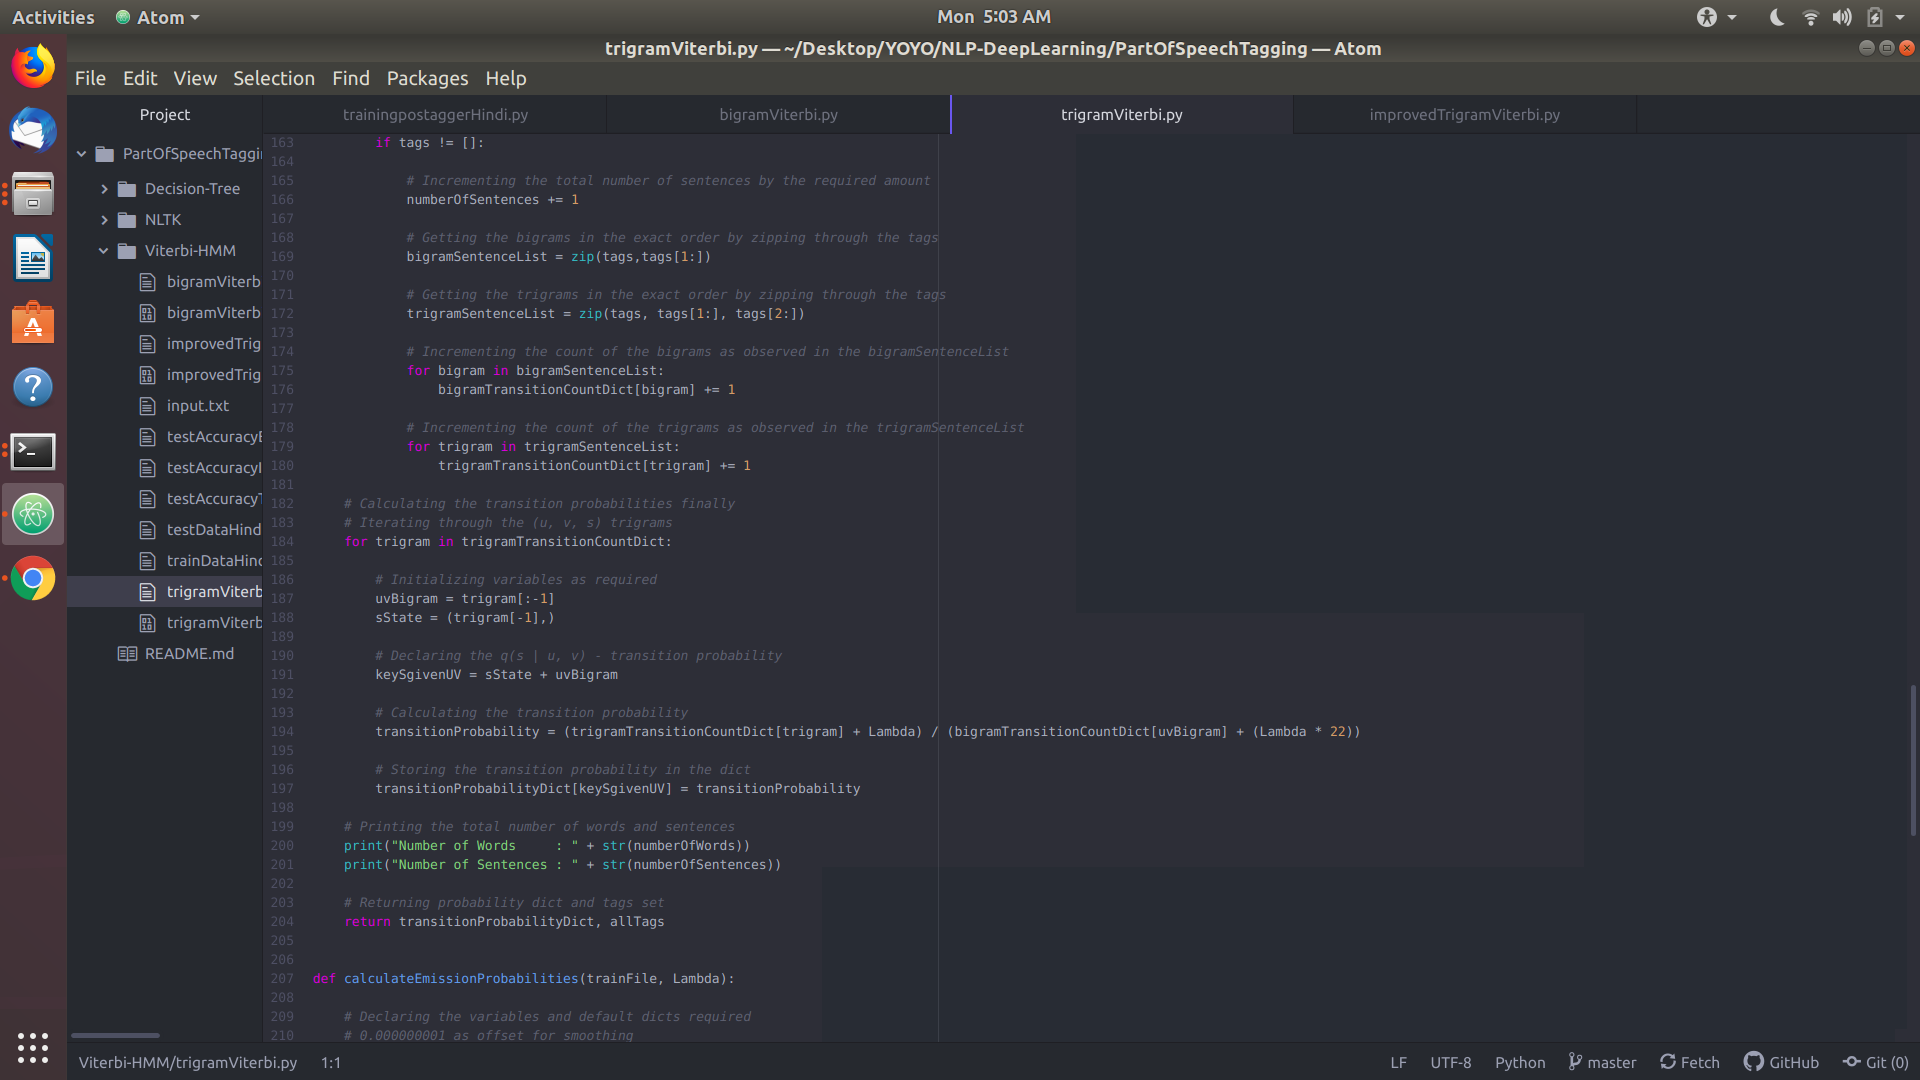 Activities Atom Mon 5:03 AM
trigramViterbi.py — ~/Desktop/YOYO/NLP-DeepLearning/PartOfSpeechTagging — Atom
File Edit View Selection Find Packages Help
Project
PartOfSpeechTaggi
Decision-Tree
NLTK
Viterbi-HMM
bigramViterb
bigramViterb
improvedTrig
improvedTrig
input.txt
testAccuracyB
testAccuracyI
testAccuracyT
testDataHind
trainDataHind
trigramViterb
trigramViterb
README.md
trainingpostaggerHindi.py bigramViterbi.py trigramViterbi.py improvedTrigramViterbi.py
163 if tags != []:
164
165 # Incrementing the total number of sentences by the required amount
166 numberOfSentences += 1
167
168 # Getting the bigrams in the exact order by zipping through the tags
169 bigramSentenceList = zip(tags,tags[1:])
170
171 # Getting the trigrams in the exact order by zipping through the tags
172 trigramSentenceList = zip(tags, tags[1:], tags[2:])
173
174 # Incrementing the count of the bigrams as observed in the bigramSentenceList
175 for bigram in bigramSentenceList:
176 bigramTransitionCountDict[bigram] += 1
177
178 # Incrementing the count of the trigrams as observed in the trigramSentenceList
179 for trigram in trigramSentenceList:
180 trigramTransitionCountDict[trigram] += 1
181
182 # Calculating the transition probabilities finally
183 # Iterating through the (u, v, s) trigrams
184 for trigram in trigramTransitionCountDict:
185
186 # Initializing variables as required
187 uvBigram = trigram[:-1]
188 sState = (trigram[-1],)
189
190 # Declaring the q(s | u, v) - transition probability
191 keySgivenUV = sState + uvBigram
192
193 # Calculating the transition probability
194 transitionProbability = (trigramTransitionCountDict[trigram] + Lambda) / (bigramTransitionCountDict[uvBigram] + (Lambda * 22))
195
196 # Storing the transition probability in the dict
197 transitionProbabilityDict[keySgivenUV] = transitionProbability
198
199 # Printing the total number of words and sentences
200 print("Number of Words     : " + str(numberOfWords))
201 print("Number of Sentences : " + str(numberOfSentences))
202
203 # Returning probability dict and tags set
204 return transitionProbabilityDict, allTags
205
206
207 def calculateEmissionProbabilities(trainFile, Lambda):
208
209 # Declaring the variables and default dicts required
210 # 0.000000001 as offset for smoothing
Viterbi-HMM/trigramViterbi.py 1:1 LF UTF-8 Python master Fetch GitHub Git (0)